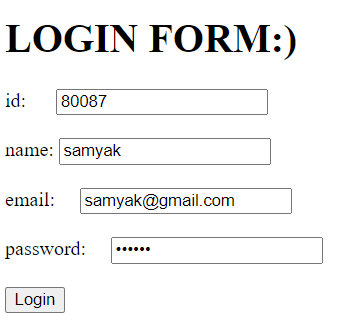 LOGIN FORM:)
id: 80087
name: samyak
email: samyak@gmail.com
password: ••••••
Login